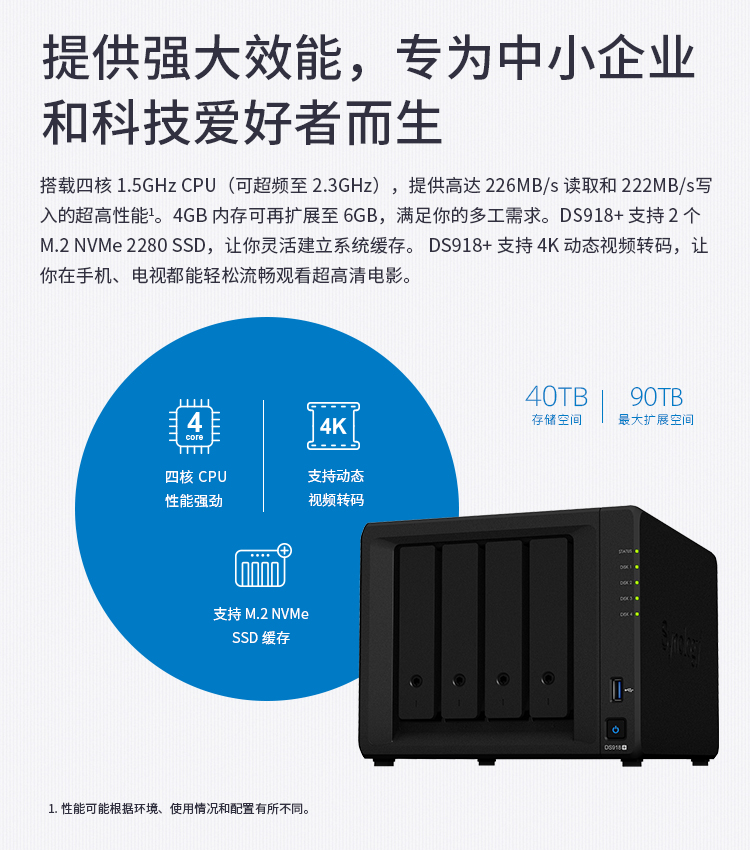 提供强大效能，专为中小企业
和科技爱好者而生
搭载四核 1.5GHz CPU（可超频至 2.3GHz），提供高达 226MB/s 读取和 222MB/s写
入的超高性能¹。4GB 内存可再扩展至 6GB，满足你的多工需求。DS918+ 支持 2 个
M.2 NVMe 2280 SSD，让你灵活建立系统缓存。 DS918+ 支持 4K 动态视频转码，让
你在手机、电视都能轻松流畅观看超高清电影。
40TB
存储空间
90TB
最大扩展空间
4
core
四核 CPU
性能强劲
4K
支持动态
视频转码
支持 M.2 NVMe
SSD 缓存
STATUS
DISK 1
DISK 2
DISK 3
DISK 4
Synology
DS918+
1. 性能可能根据环境、使用情况和配置有所不同。